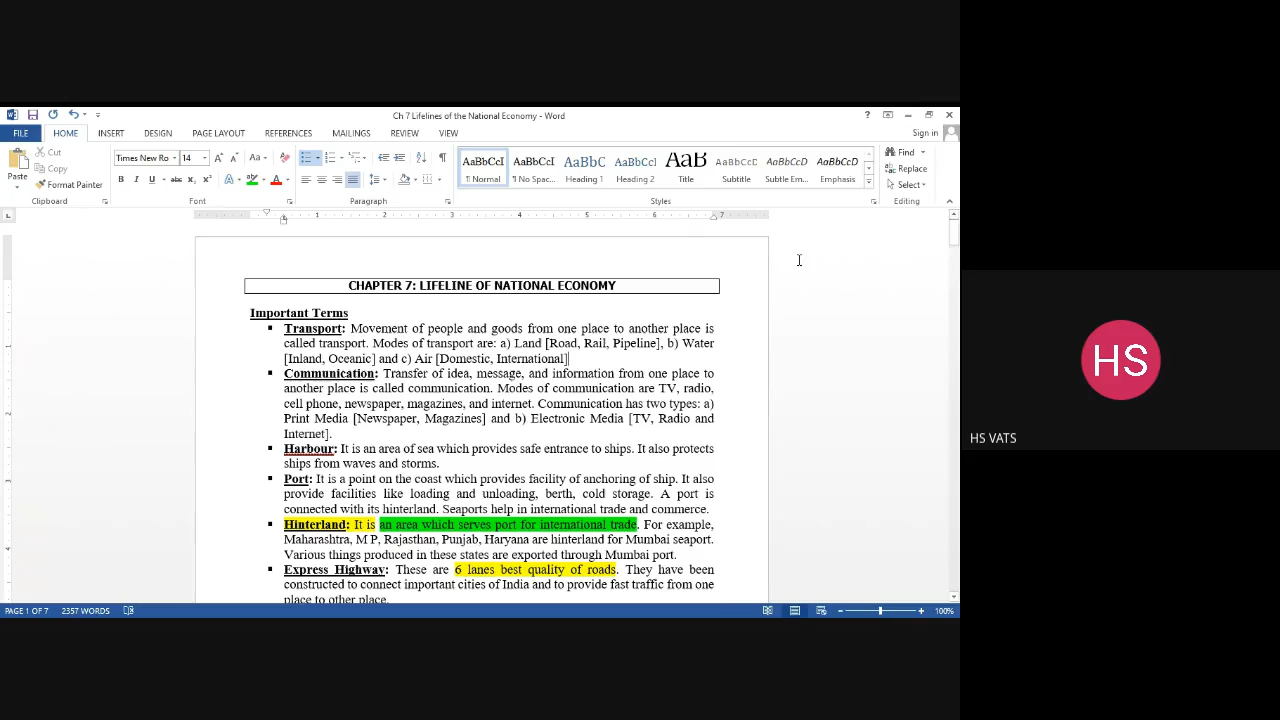 Ch 7 Lifelines of the National Economy - Word
? 
Sign in
FILE HOME INSERT DESIGN PAGE LAYOUT REFERENCES MAILINGS REVIEW VIEW
Paste
Cut
Copy
Format Painter
Clipboard
Times New Ro 14
Font
Paragraph
AaBbCcI AaBbCcI AaBbC AaBbCcI AaB AaBbCcC AaBbCcD AaBbCcD
¶ Normal ¶ No Spac... Heading 1 Heading 2 Title Subtitle Subtle Em... Emphasis
Styles
Find
Replace
Select
Editing
1 2 3 4 5 6 7
CHAPTER 7: LIFELINE OF NATIONAL ECONOMY
Important Terms
▪ Transport: Movement of people and goods from one place to another place is
called transport. Modes of transport are: a) Land [Road, Rail, Pipeline], b) Water
[Inland, Oceanic] and c) Air [Domestic, International]
▪ Communication: Transfer of idea, message, and information from one place to
another place is called communication. Modes of communication are TV, radio,
cell phone, newspaper, magazines, and internet. Communication has two types: a)
Print Media [Newspaper, Magazines] and b) Electronic Media [TV, Radio and
Internet].
▪ Harbour: It is an area of sea which provides safe entrance to ships. It also protects
ships from waves and storms.
▪ Port: It is a point on the coast which provides facility of anchoring of ship. It also
provide facilities like loading and unloading, berth, cold storage. A port is
connected with its hinterland. Seaports help in international trade and commerce.
▪ Hinterland: It is an area which serves port for international trade. For example,
Maharashtra, M P, Rajasthan, Punjab, Haryana are hinterland for Mumbai seaport.
Various things produced in these states are exported through Mumbai port.
▪ Express Highway: These are 6 lanes best quality of roads. They have been
constructed to connect important cities of India and to provide fast traffic from one
place to other place.
PAGE 1 OF 7 2357 WORDS
100%
HS
HS VATS